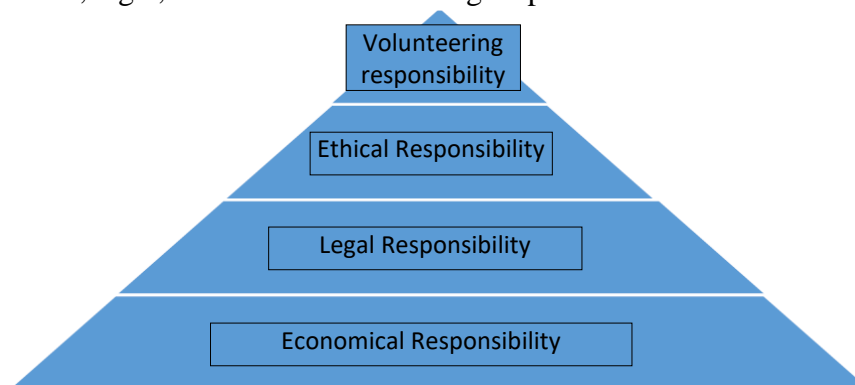 Volunteering
responsibility
Ethical Responsibility
Legal Responsibility
Economical Responsibility